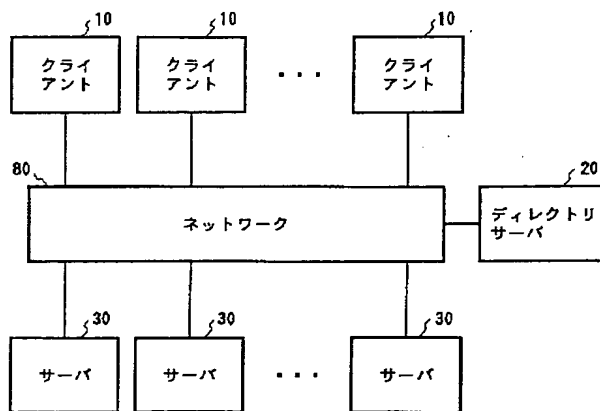 10
10
10
クライ
アント
クライ
アント
・・・
クライ
アント
80
20
ネットワーク
ディレクトリ
サーバ
30
30
30
サーバ
サーバ
・・・
サーバ